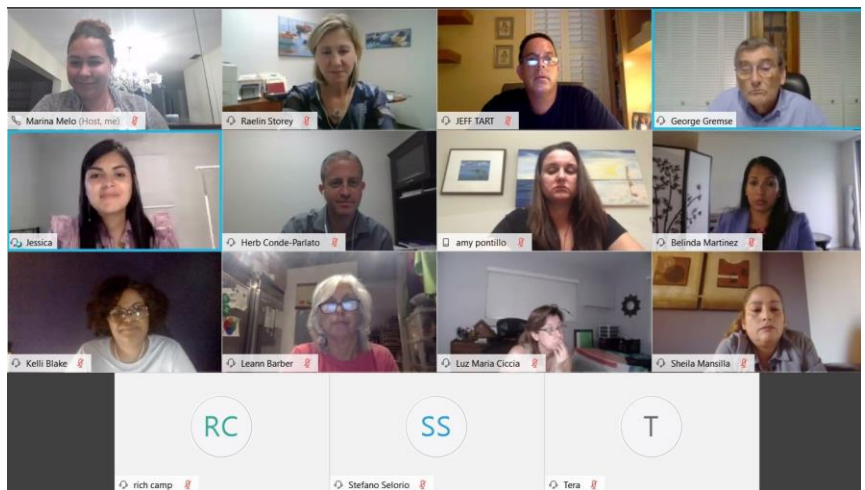 Marina Melo (Host, me)
Raelin Storey
JEFF TART
George Gremse
Jessica
Herb Conde-Parlato
amy pontillo
Belinda Martinez
Kelli Blake
Leann Barber
Luz Maria Ciccia
Sheila Mansilla
RC
SS
T
rich camp
Stefano Selorio
Tera